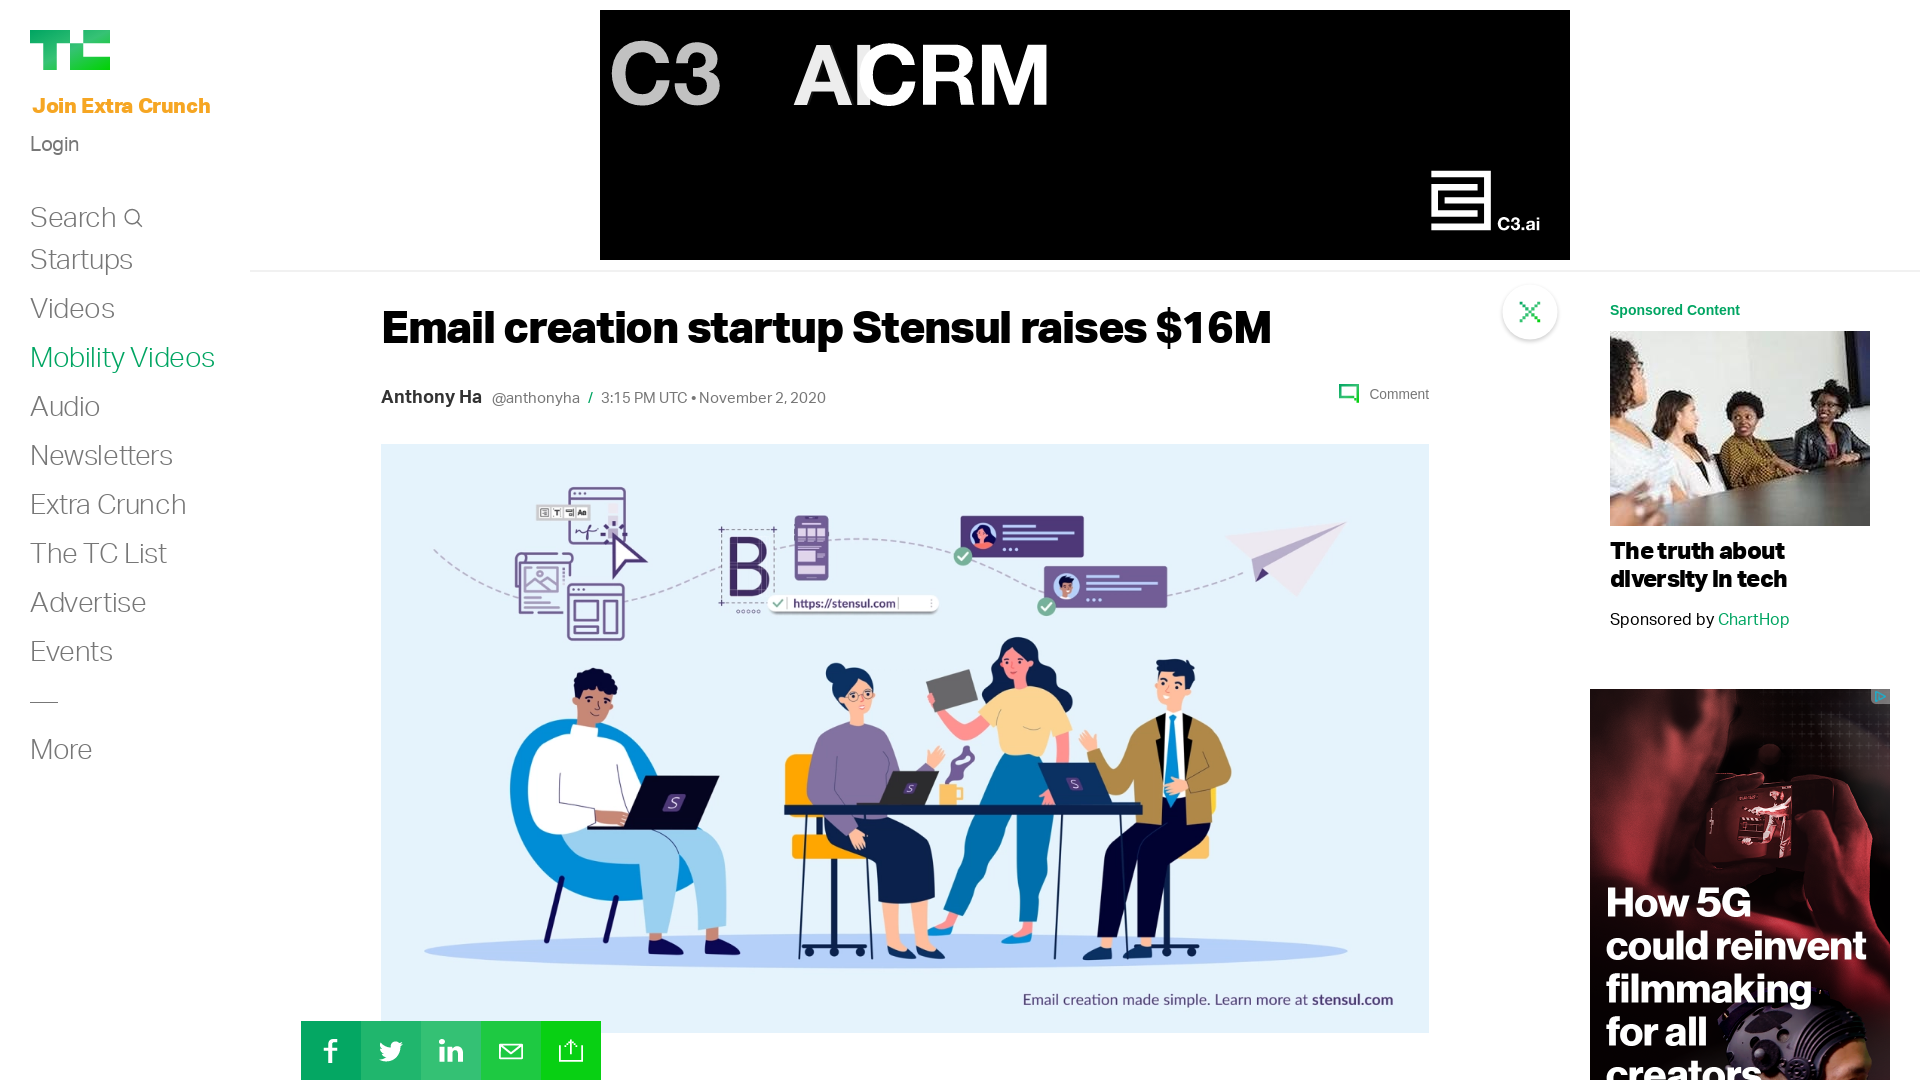 TC
Join Extra Crunch
Login
Search
Startups
Videos
Mobility Videos
Audio
Newsletters
Extra Crunch
The TC List
Advertise
Events
More
C3 AI CRM
C3.ai
Email creation startup Stensul raises $16M
Anthony Ha @anthonyha / 3:15 PM UTC • November 2, 2020
Comment
B
https://stensul.com
Email creation made simple. Learn more at stensul.com
Sponsored Content
The truth about
diversity in tech
Sponsored by ChartHop
How 5G
could reinvent
filmmaking
for all
creators